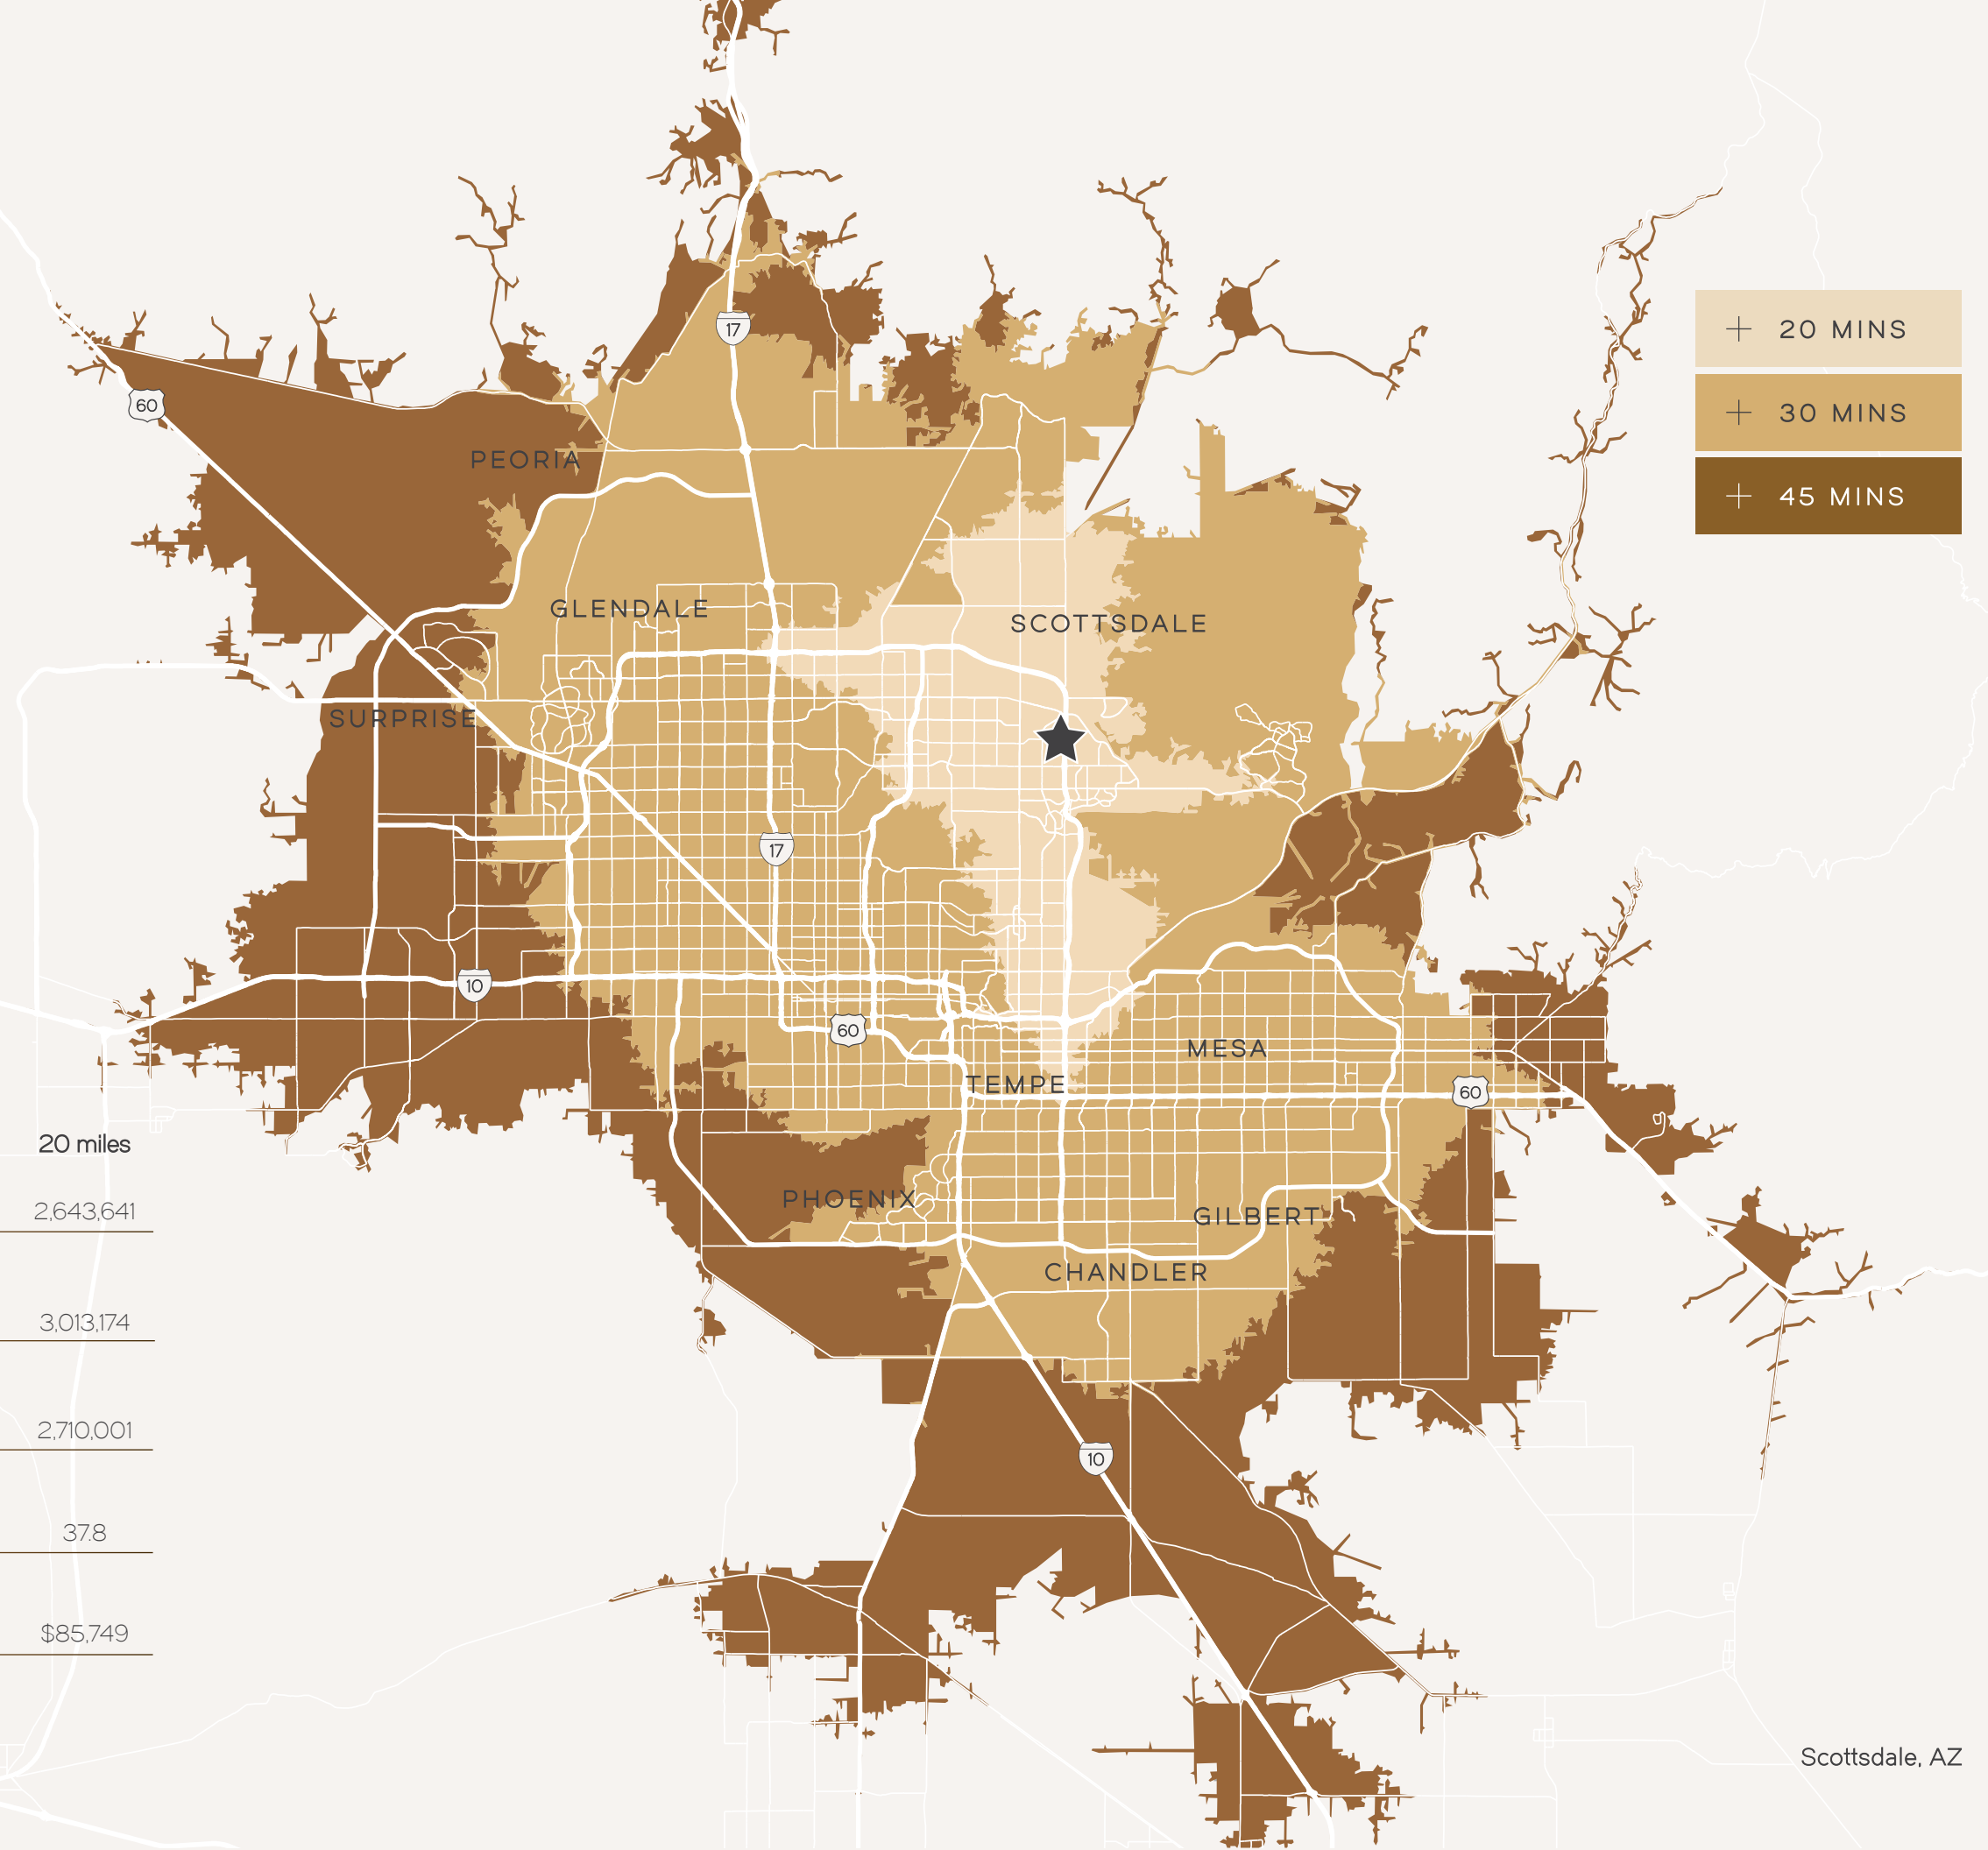 17
+ 20 MINS
+ 30 MINS
60
+ 45 MINS
PEORIA
GLENDALE
SCOTTSDALE
SURPRISE
17
10
60
MESA
TEMPE
60
20 miles
PHOENIX
2,643,641
GILBERT
CHANDLER
3,013,174
2,710,001
10
37.8
$85,749
Scottsdale, AZ